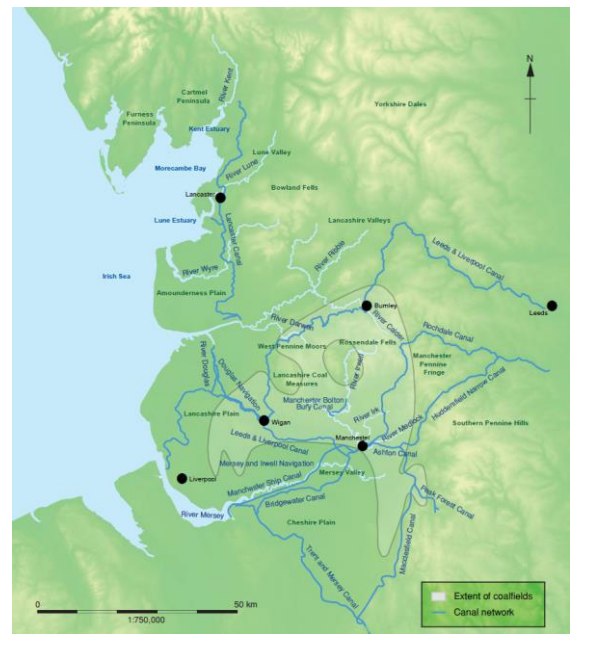 N
River Kent
Cartmel
Peninsula
Yorkshire Dales
Furness
Peninsula
Kent Estuary
Lune Valley
Morecambe Bay
River Lune
Bowland Fells
Lancaster
Lune Estuary
Lancaster Canal
Lancashire Valleys
River Ribble
Leeds & Liverpool Canal
River Wyre
Irish Sea
Amounderness Plain
Burnley
Leeds
River Darwen
River Calder
Rochdale Canal
West Pennine Moors
Rossendale Fells
Manchester
Pennine
Fringe
River Douglas
Douglas Navigation
Lancashire Coal
Measures
River Irwell
Huddersfield Narrow Canal
Manchester Bolton
Bury Canal
Lancashire Plain
River Irk
River Medlock
Southern Pennine Hills
Wigan
Leeds & Liverpool Canal
Manchester
Ashton Canal
Mersey and Irwell Navigation
Mersey Valley
Liverpool
Manchester Ship Canal
Peak Forest Canal
Bridgewater Canal
River Mersey
Cheshire Plain
Macclesfield Canal
Trent and Mersey Canal
Extent of coalfields
Canal network
0 50 km
1:750,000